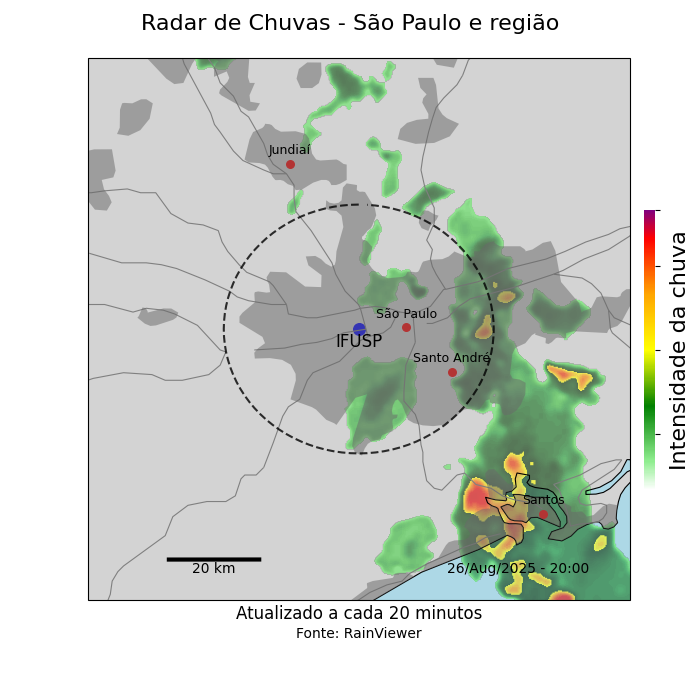 Radar de Chuvas - São Paulo e região
Jundiaí
São Paulo
IFUSP
Santo André
Santos
20 km
26/Aug/2025 - 20:00
Intensidade da chuva
Atualizado a cada 20 minutos
Fonte: RainViewer